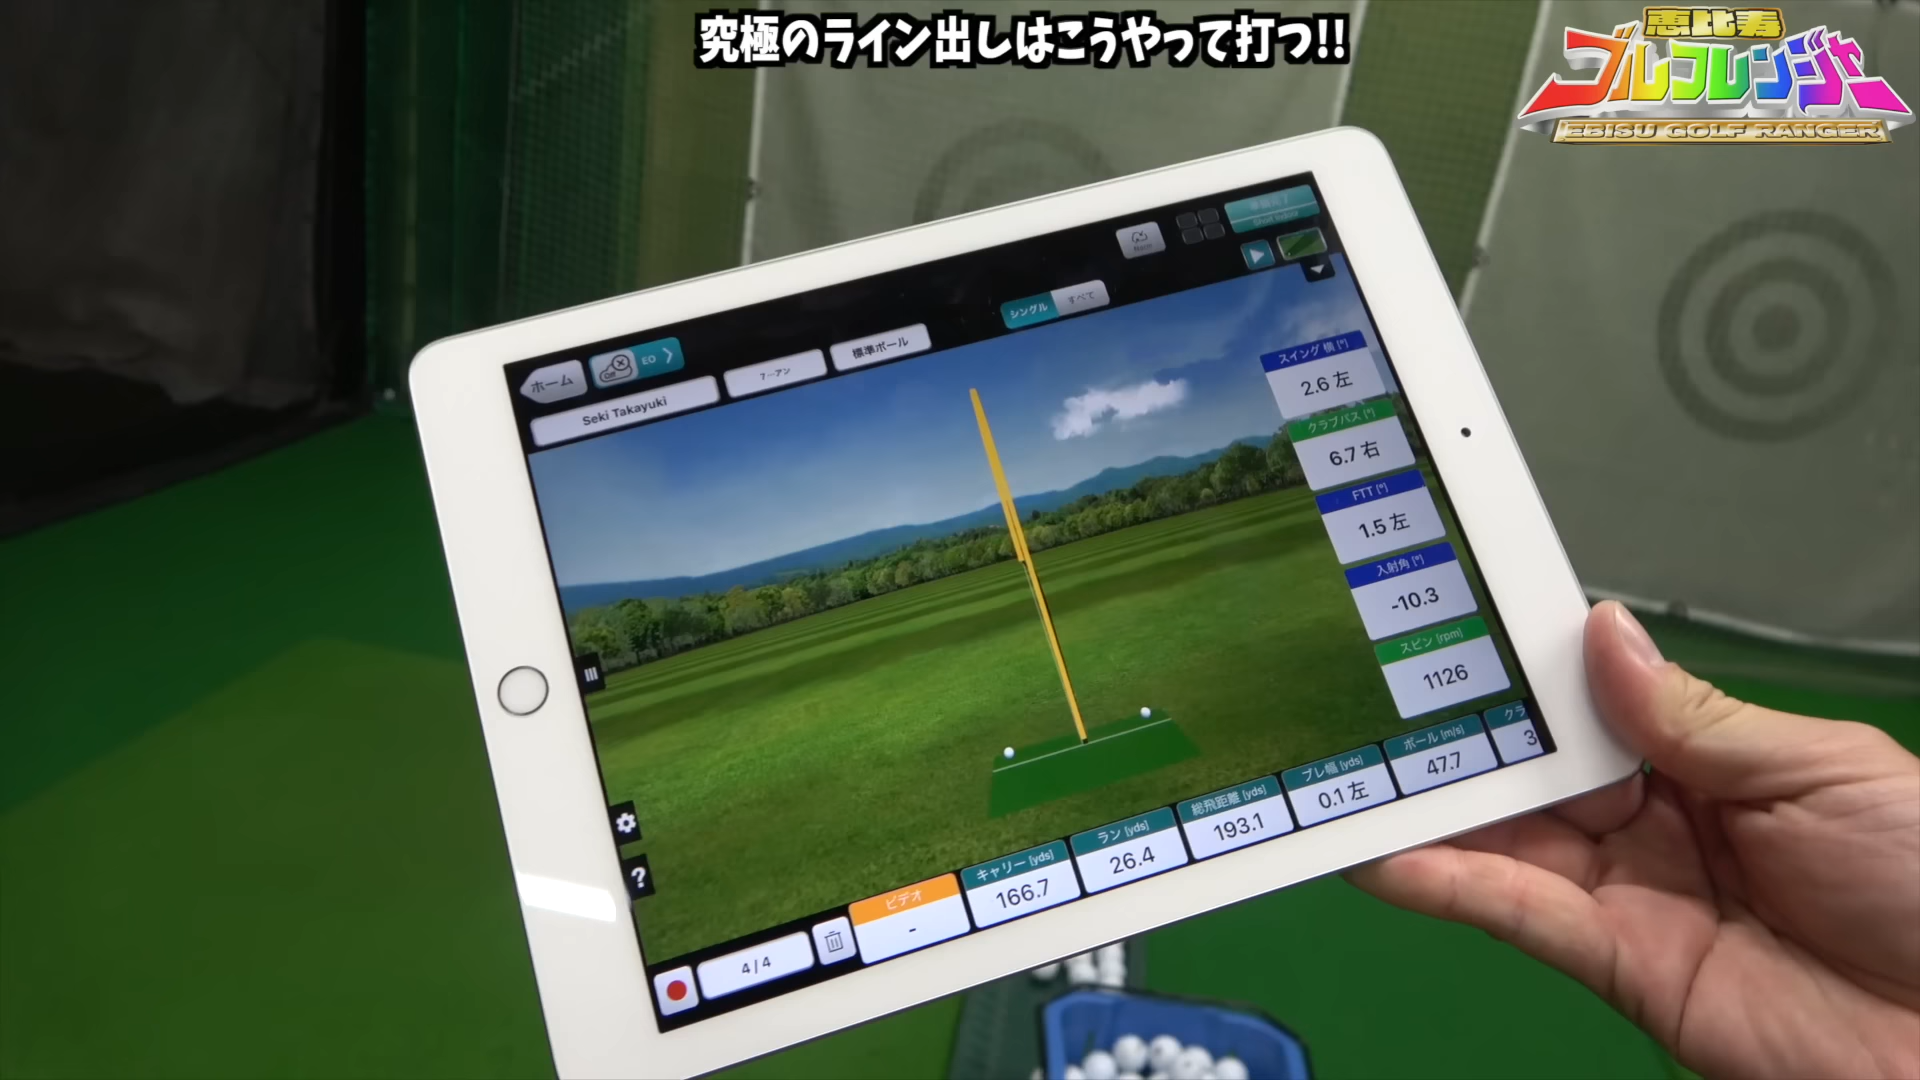 究極のライン出しはこうやって打つ!!
恵比寿
ゴルフレンジャー
EBISU GOLF RANGER
ホーム
Off
EO
Seki Takayuki
7-アン
標準ボール
シングル
すべて
スイング 横 [°]
2.6 左
クラブパス [°]
6.7 右
FTT [°]
1.5 左
入射角 [°]
-10.3
スピン [rpm]
1126
4/4
ビデオ
-
キャリー [yds]
166.7
ラン [yds]
26.4
総飛距離 [yds]
193.1
ブレ幅 [yds]
0.1 左
ボール [m/s]
47.7
クラ
3
?